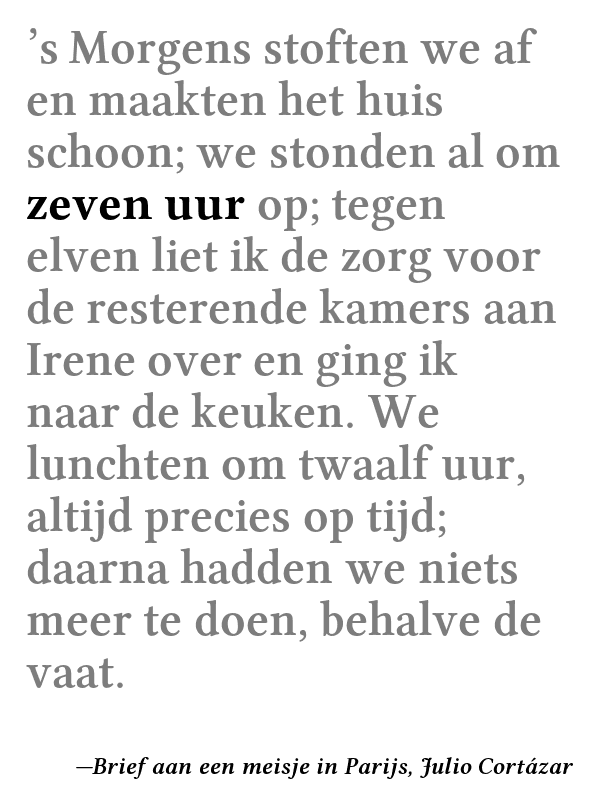 ’s Morgens stoften we af
en maakten het huis
schoon; we stonden al om
zeven uur op; tegen
elven liet ik de zorg voor
de resterende kamers aan
Irene over en ging ik
naar de keuken. We
lunchten om twaalf uur,
altijd precies op tijd;
daarna hadden we niets
meer te doen, behalve de
vaat.
—Brief aan een meisje in Parijs, Julio Cortázar